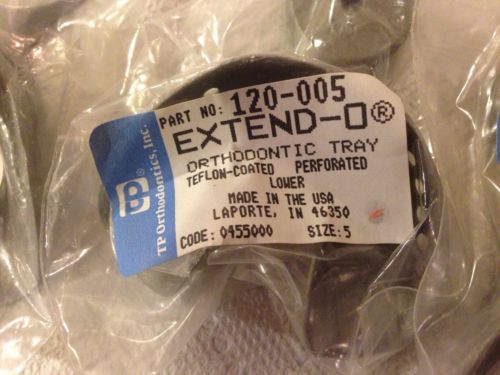 TP Orthodontics, Inc.
PART NO: 120-005
EXTEND-O®
ORTHODONTIC TRAY
TEFLON-COATED PERFORATED
LOWER
MADE IN THE USA
LAPORTE, IN 46350
CODE: 0455000 SIZE: 5